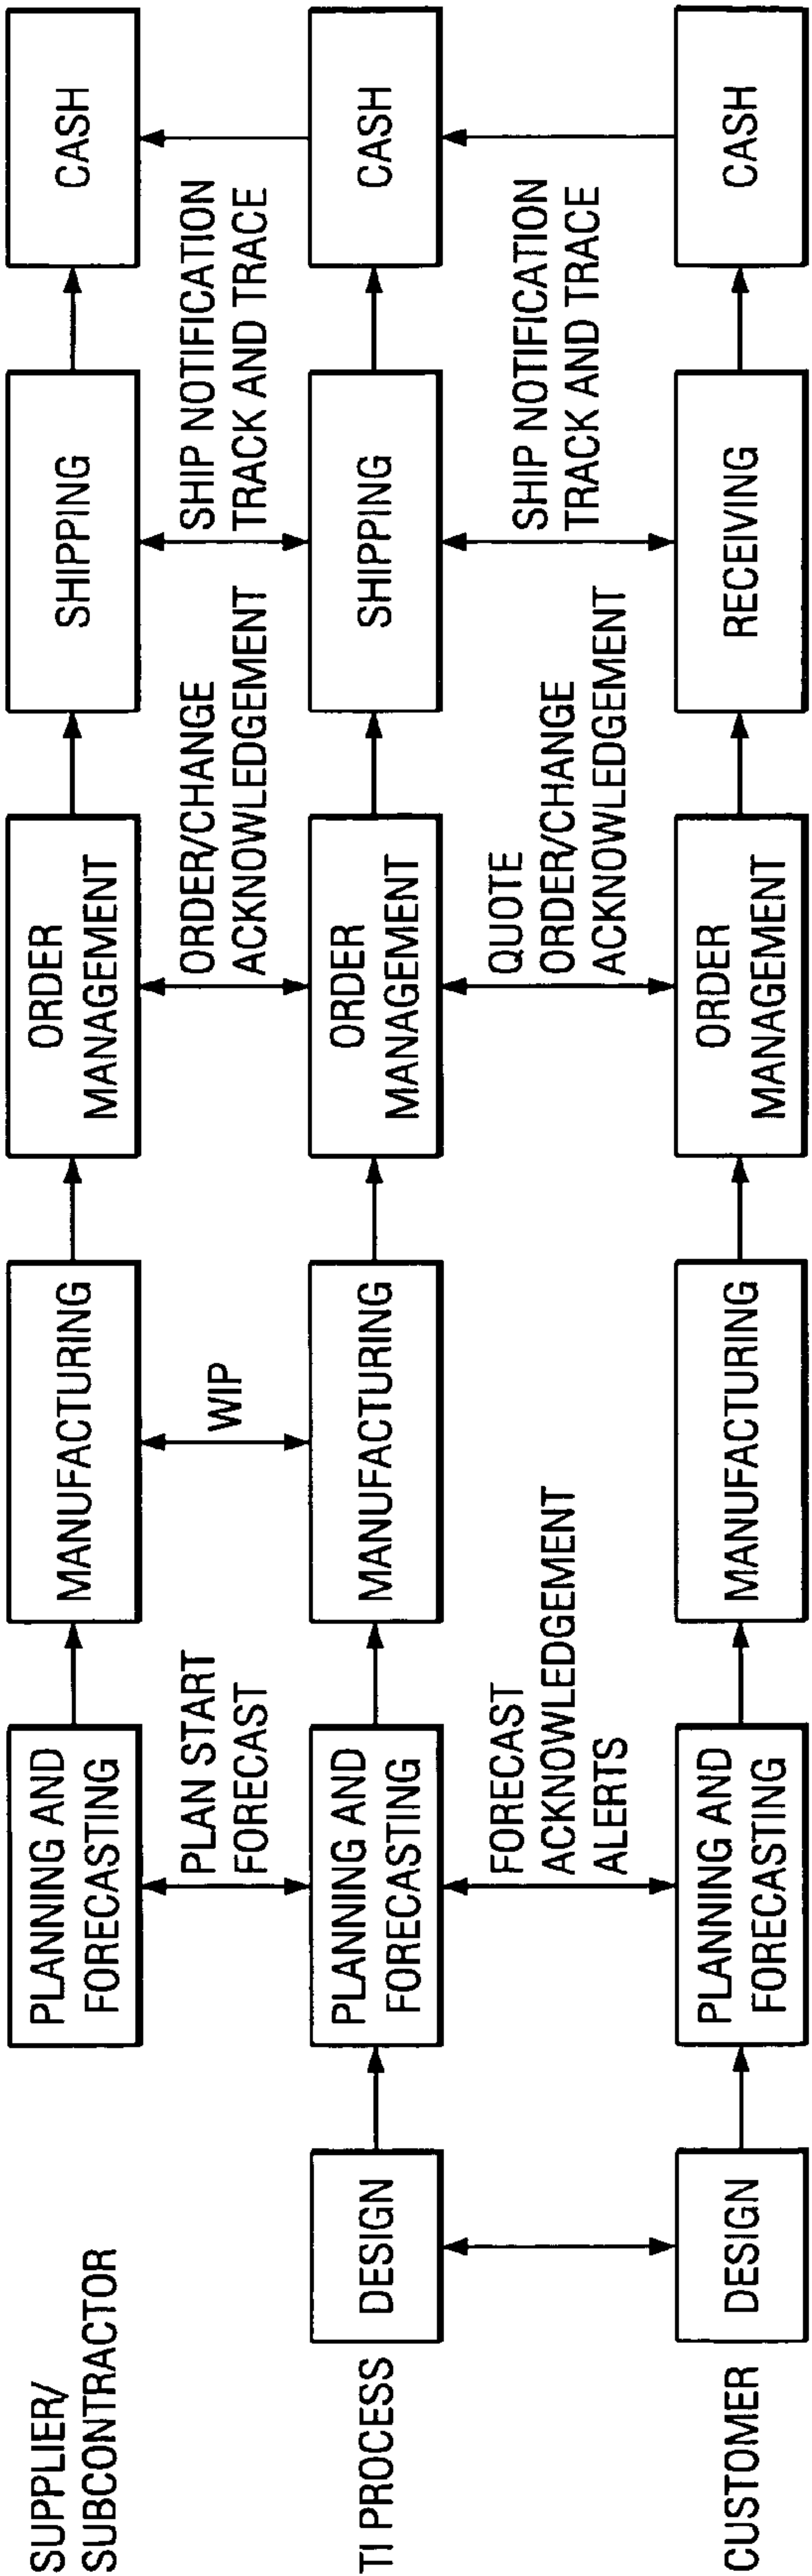 SUPPLIER/
SUBCONTRACTOR
PLANNING AND
FORECASTING
MANUFACTURING
ORDER
MANAGEMENT
SHIPPING
CASH
PLAN START
FORECAST
WIP
ORDER/CHANGE
ACKNOWLEDGEMENT
SHIP NOTIFICATION
TRACK AND TRACE
TI PROCESS
DESIGN
PLANNING AND
FORECASTING
MANUFACTURING
ORDER
MANAGEMENT
SHIPPING
CASH
FORECAST
ACKNOWLEDGEMENT
ALERTS
QUOTE
ORDER/CHANGE
ACKNOWLEDGEMENT
SHIP NOTIFICATION
TRACK AND TRACE
CUSTOMER
DESIGN
PLANNING AND
FORECASTING
MANUFACTURING
ORDER
MANAGEMENT
RECEIVING
CASH